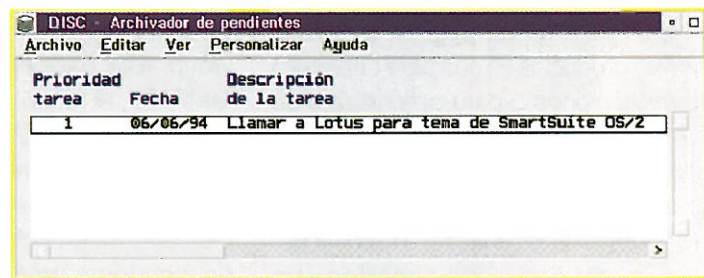 DISC - Archivador de pendientes
Archivo Editar Ver Personalizar Ayuda
Prioridad Descripción
tarea Fecha de la tarea
1 06/06/94 Llamar a Lotus para tema de SmartSuite OS/2